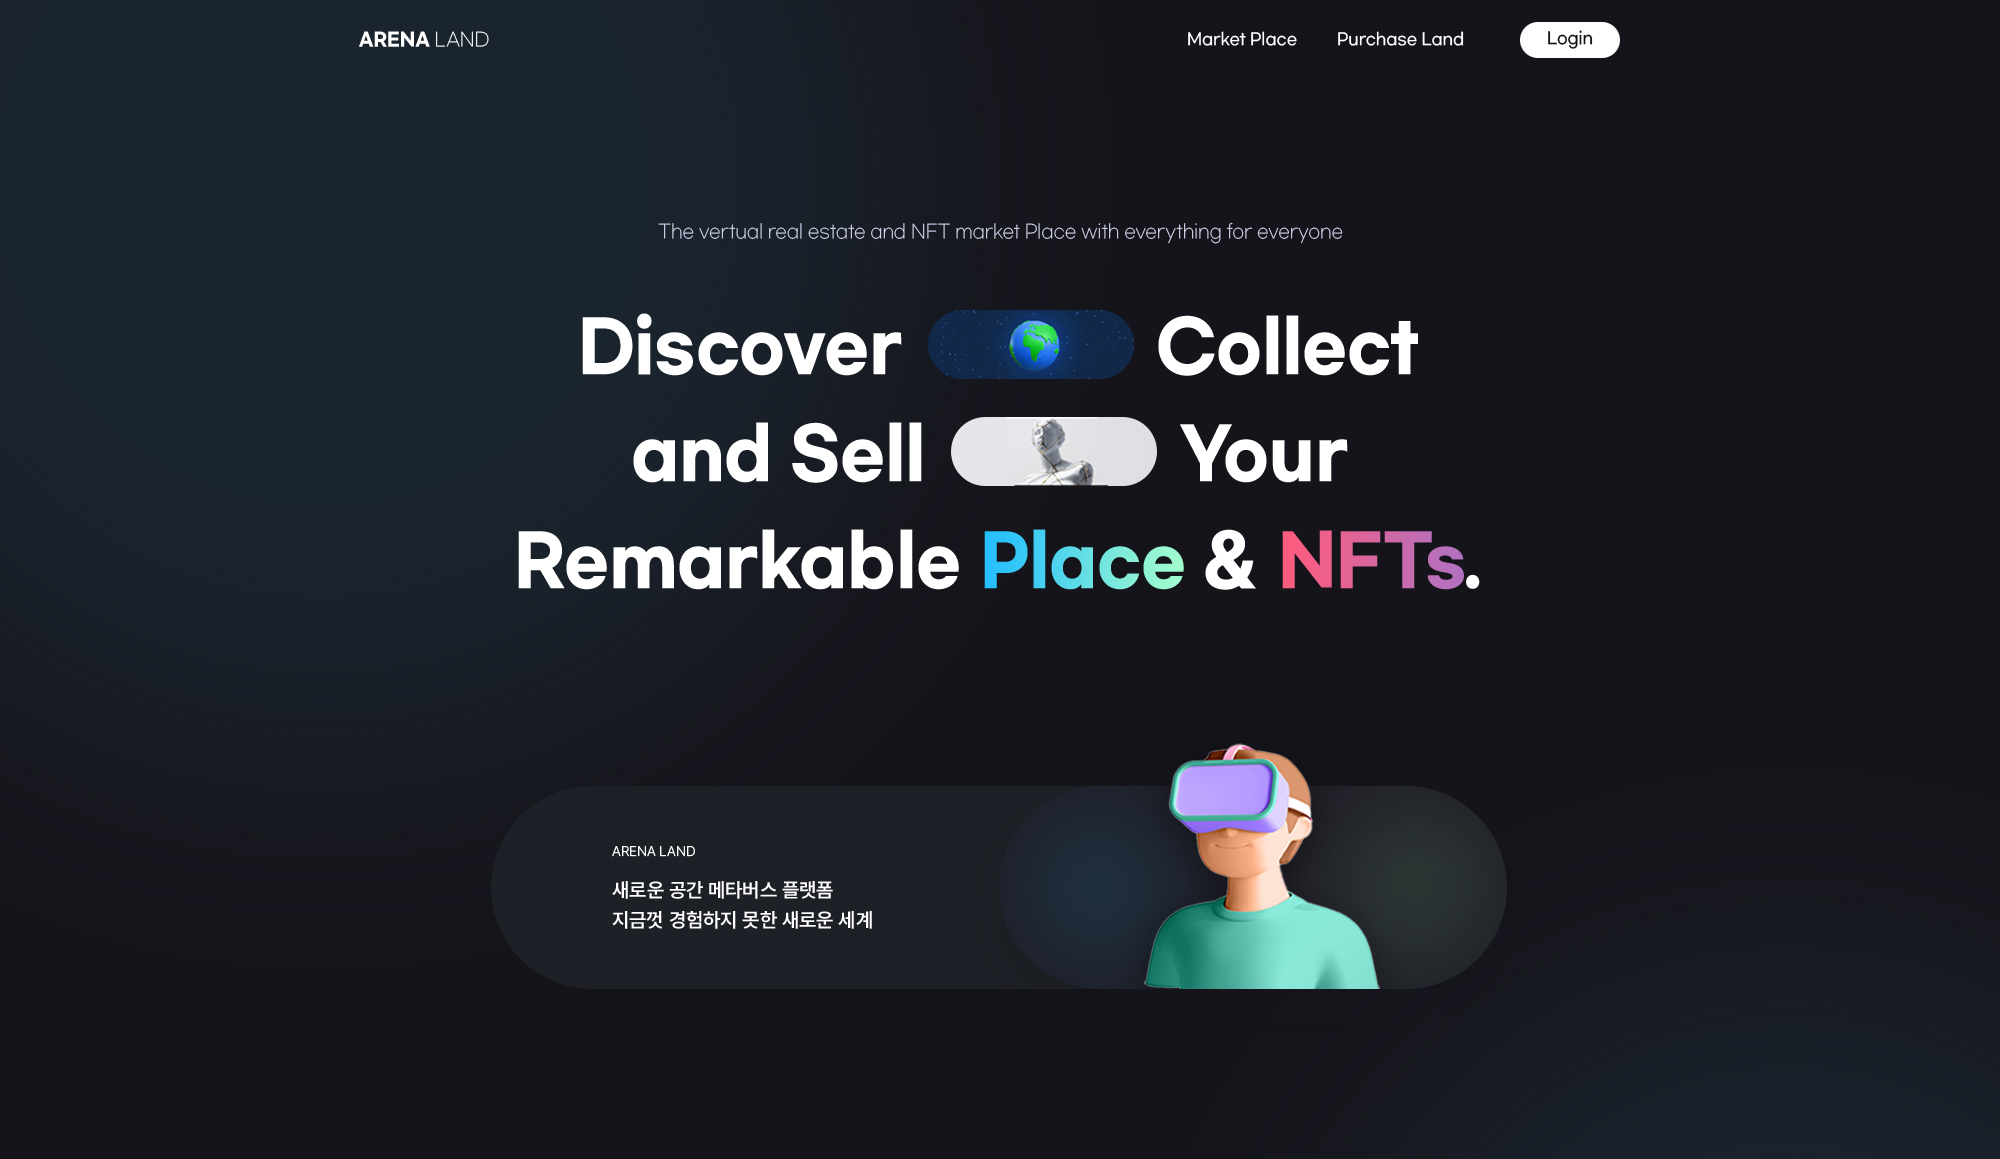 ARENA LAND
Market Place
Purchase Land
Login
The vertual real estate and NFT market Place with everything for everyone
Discover Collect
and Sell Your
Remarkable Place & NFTs.
ARENA LAND
새로운 공간 메타버스 플랫폼
지금껏 경험하지 못한 새로운 세계